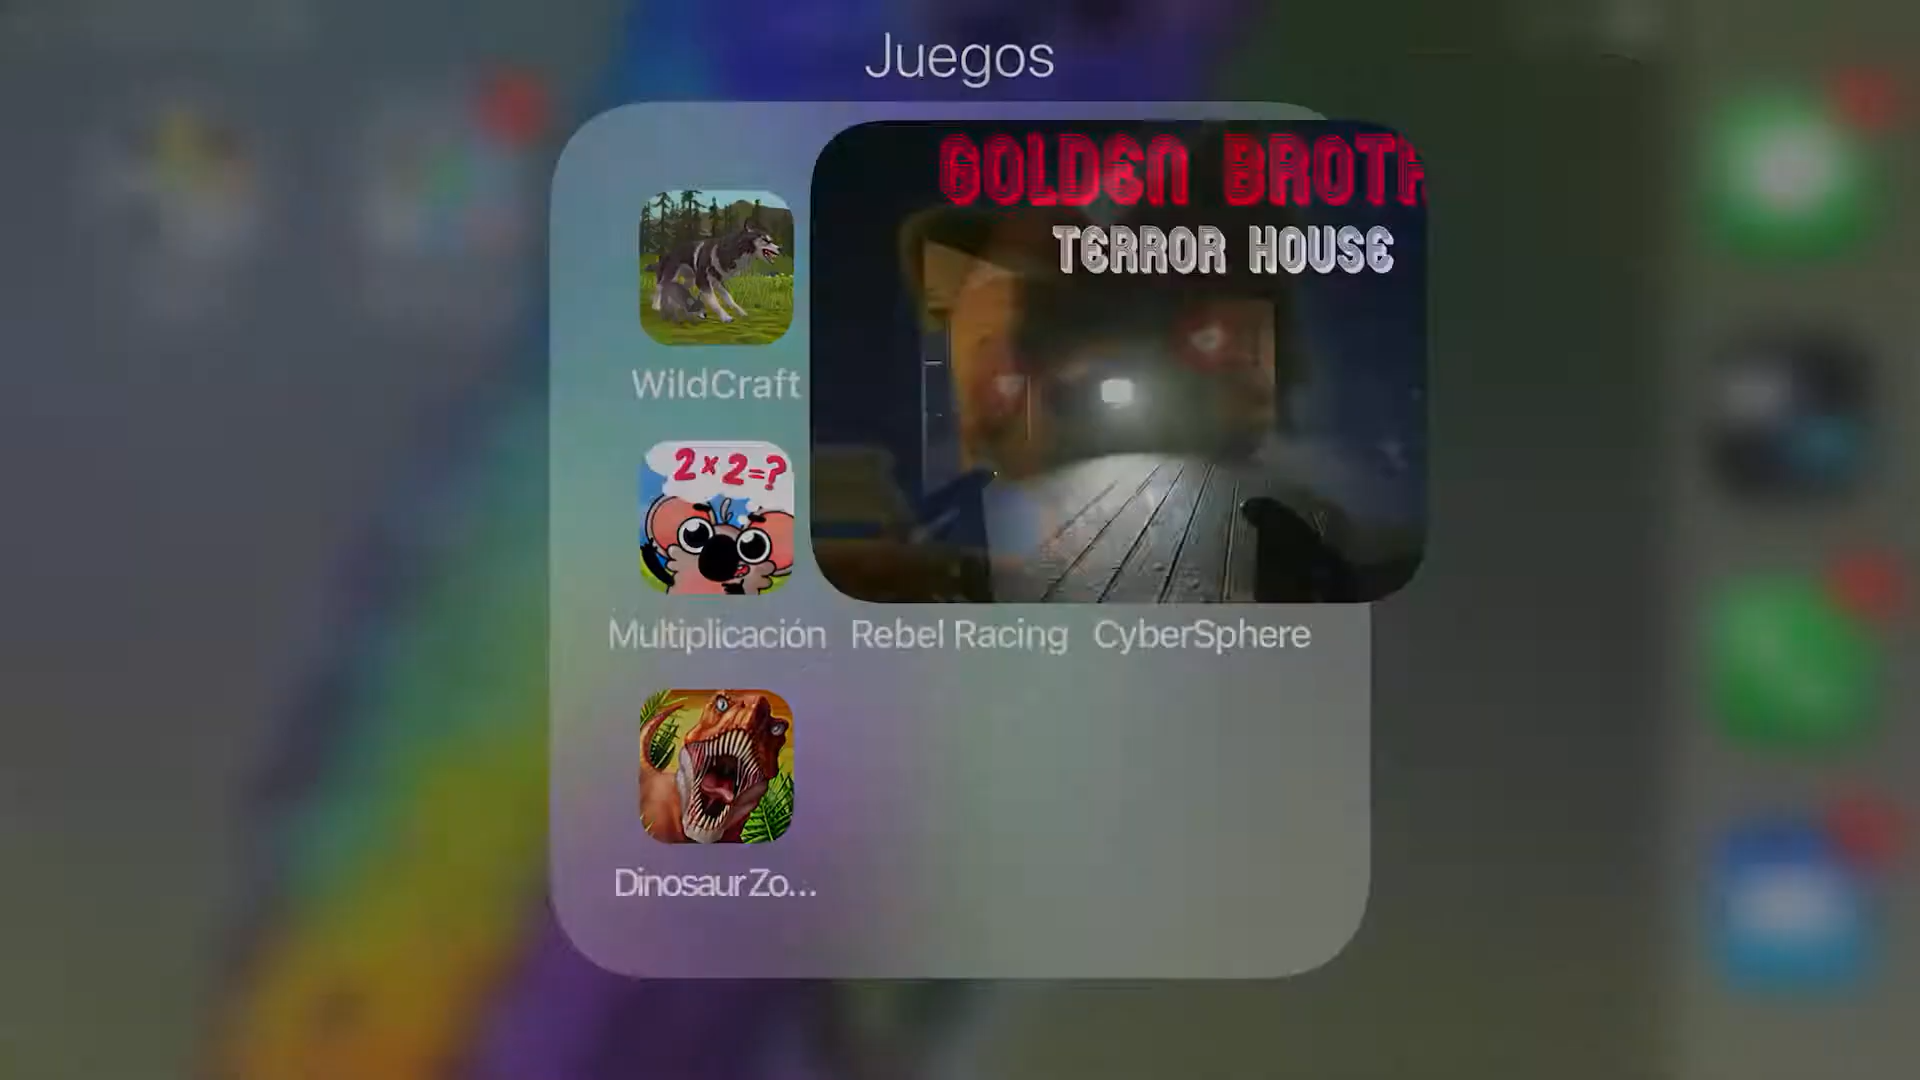 Juegos
GOLDEN BROTH
TERROR HOUSE
WildCraft
2×2=?
Multiplicación
Rebel Racing
CyberSphere
Dinosaur Zo...